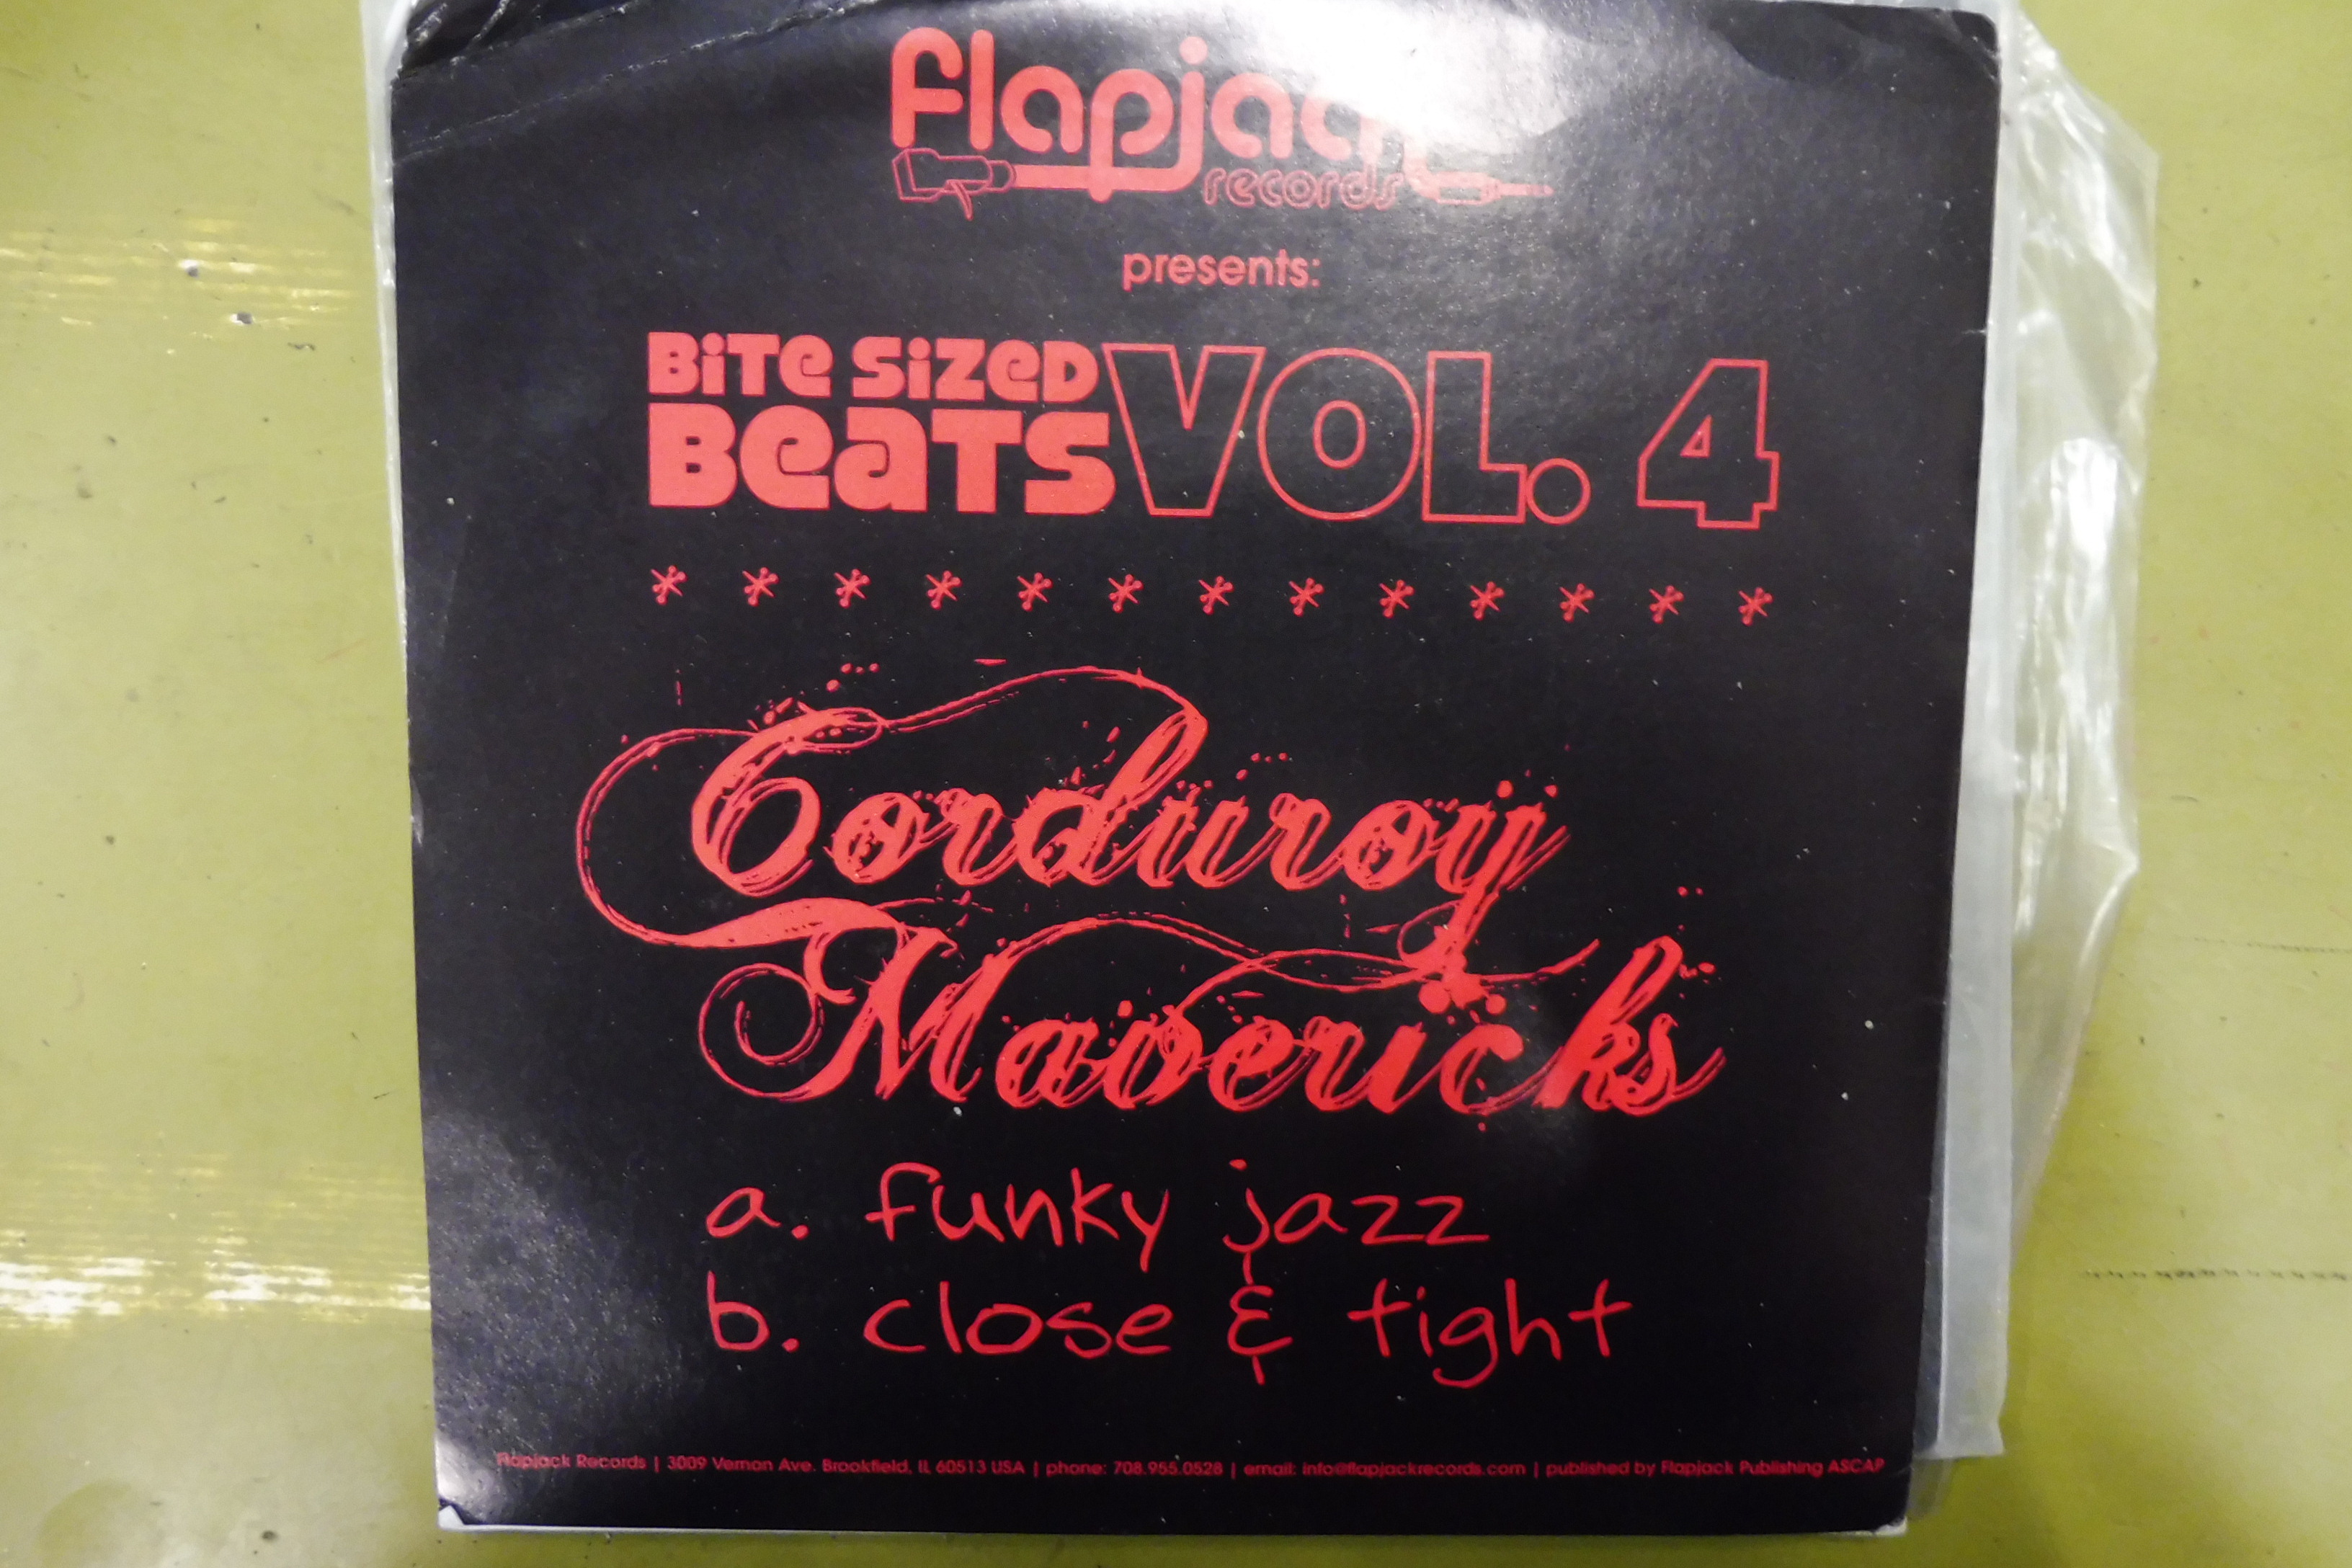 flapjack
records
presents:
BiTe SiZeD
BeaTS VOL. 4
* * * * * * * * * * * * *
Corduroy
Mavericks
a. funky jazz
b. close & tight
Flapjack Records | 3009 Vernon Ave. Brookfield, IL 60513 USA | phone: 708.955.0528 | email: info@flapjackrecords.com | published by Flapjack Publishing ASCAP